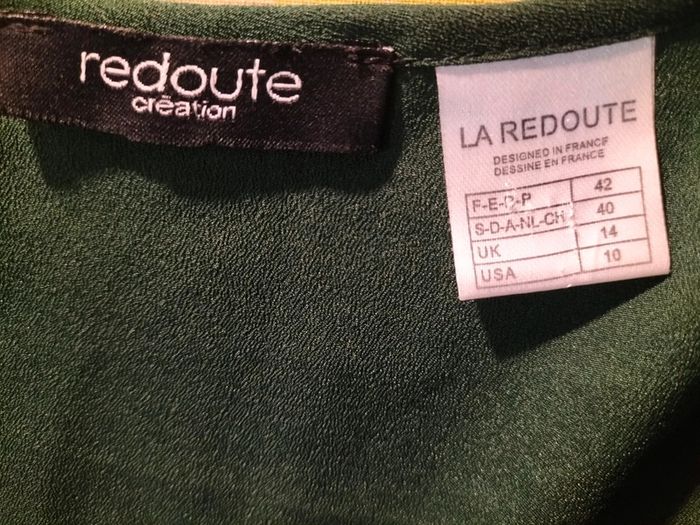 redoute
création
LA REDOUTE
DESIGNED IN FRANCE
DESSINE EN FRANCE
F-E-D-P 42
S-D-A-NL-CH 40
UK 14
USA 10